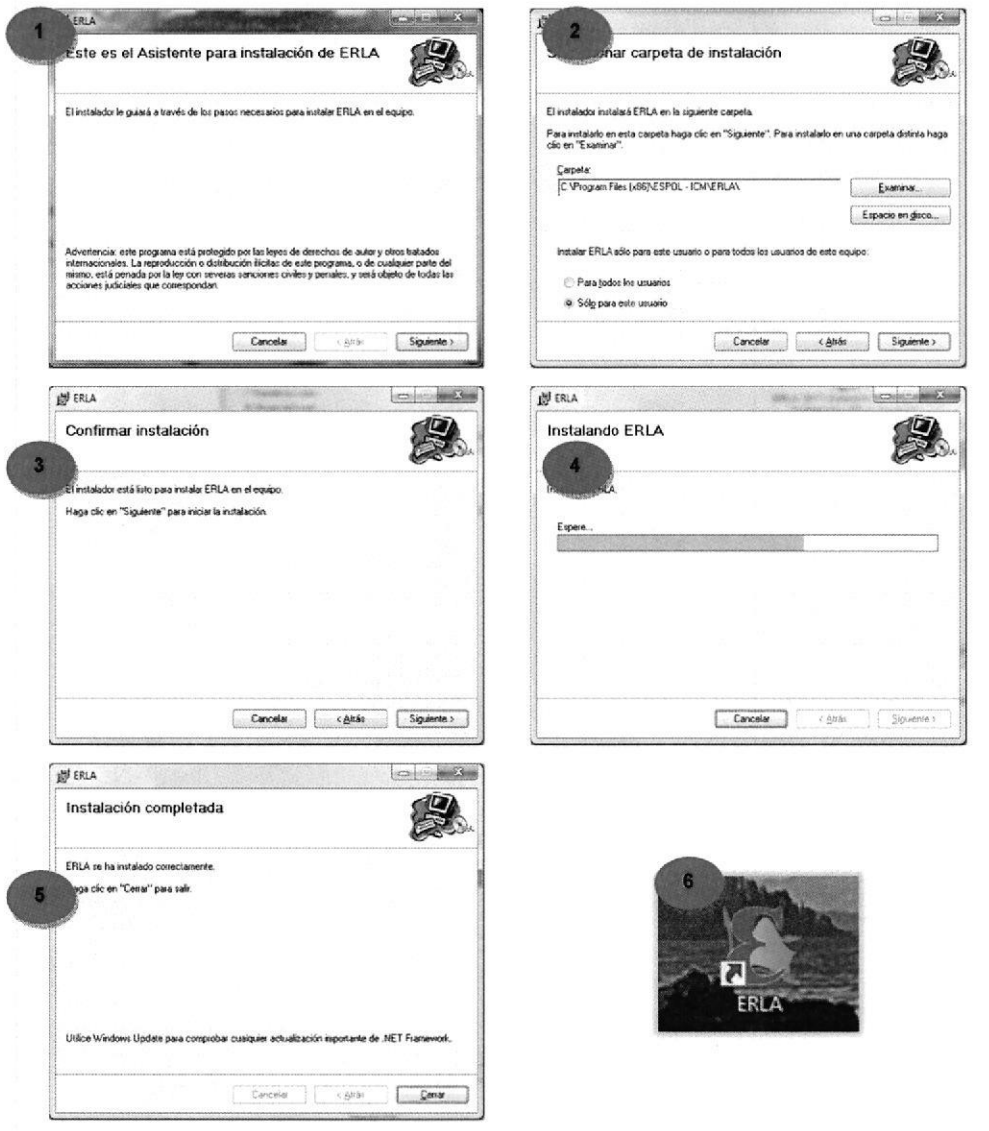 1
ERLA
Este es el Asistente para instalación de ERLA
El instalador le guiará a través de los pasos necesarios para instalar ERLA en el equipo.
Advertencia: este programa está protegido por las leyes de derechos de autor y otros tratados
internacionales. La reproducción o distribución ilícitas de este programa, o de cualquier parte del
mismo, está penada por la ley con severas sanciones civiles y penales, y será objeto de todas las
acciones judiciales que correspondan.
Cancelar
< Atrás
Siguiente >
2
nar carpeta de instalación
El instalador instalará ERLA en la siguiente carpeta.
Para instalarlo en esta carpeta haga clic en "Siguiente". Para instalarlo en una carpeta distinta haga
clic en "Examinar".
Carpeta:
C:\Program Files (x86)\ESPOL - ICM\ERLA\
Examinar...
Espacio en disco...
Instalar ERLA sólo para este usuario o para todos los usuarios de este equipo:
Para todos los usuarios
Sólo para este usuario
Cancelar
< Atrás
Siguiente >
3
ERLA
Confirmar instalación
El instalador está listo para instalar ERLA en el equipo.
Haga clic en "Siguiente" para iniciar la instalación.
Cancelar
< Atrás
Siguiente >
4
ERLA
Instalando ERLA
Espere...
Cancelar
< Atrás
Siguiente >
5
ERLA
Instalación completada
ERLA se ha instalado correctamente.
Haga clic en "Cerrar" para salir.
Utilice Windows Update para comprobar cualquier actualización importante de .NET Framework.
Cancelar
< Atrás
Cerrar
6
ERLA